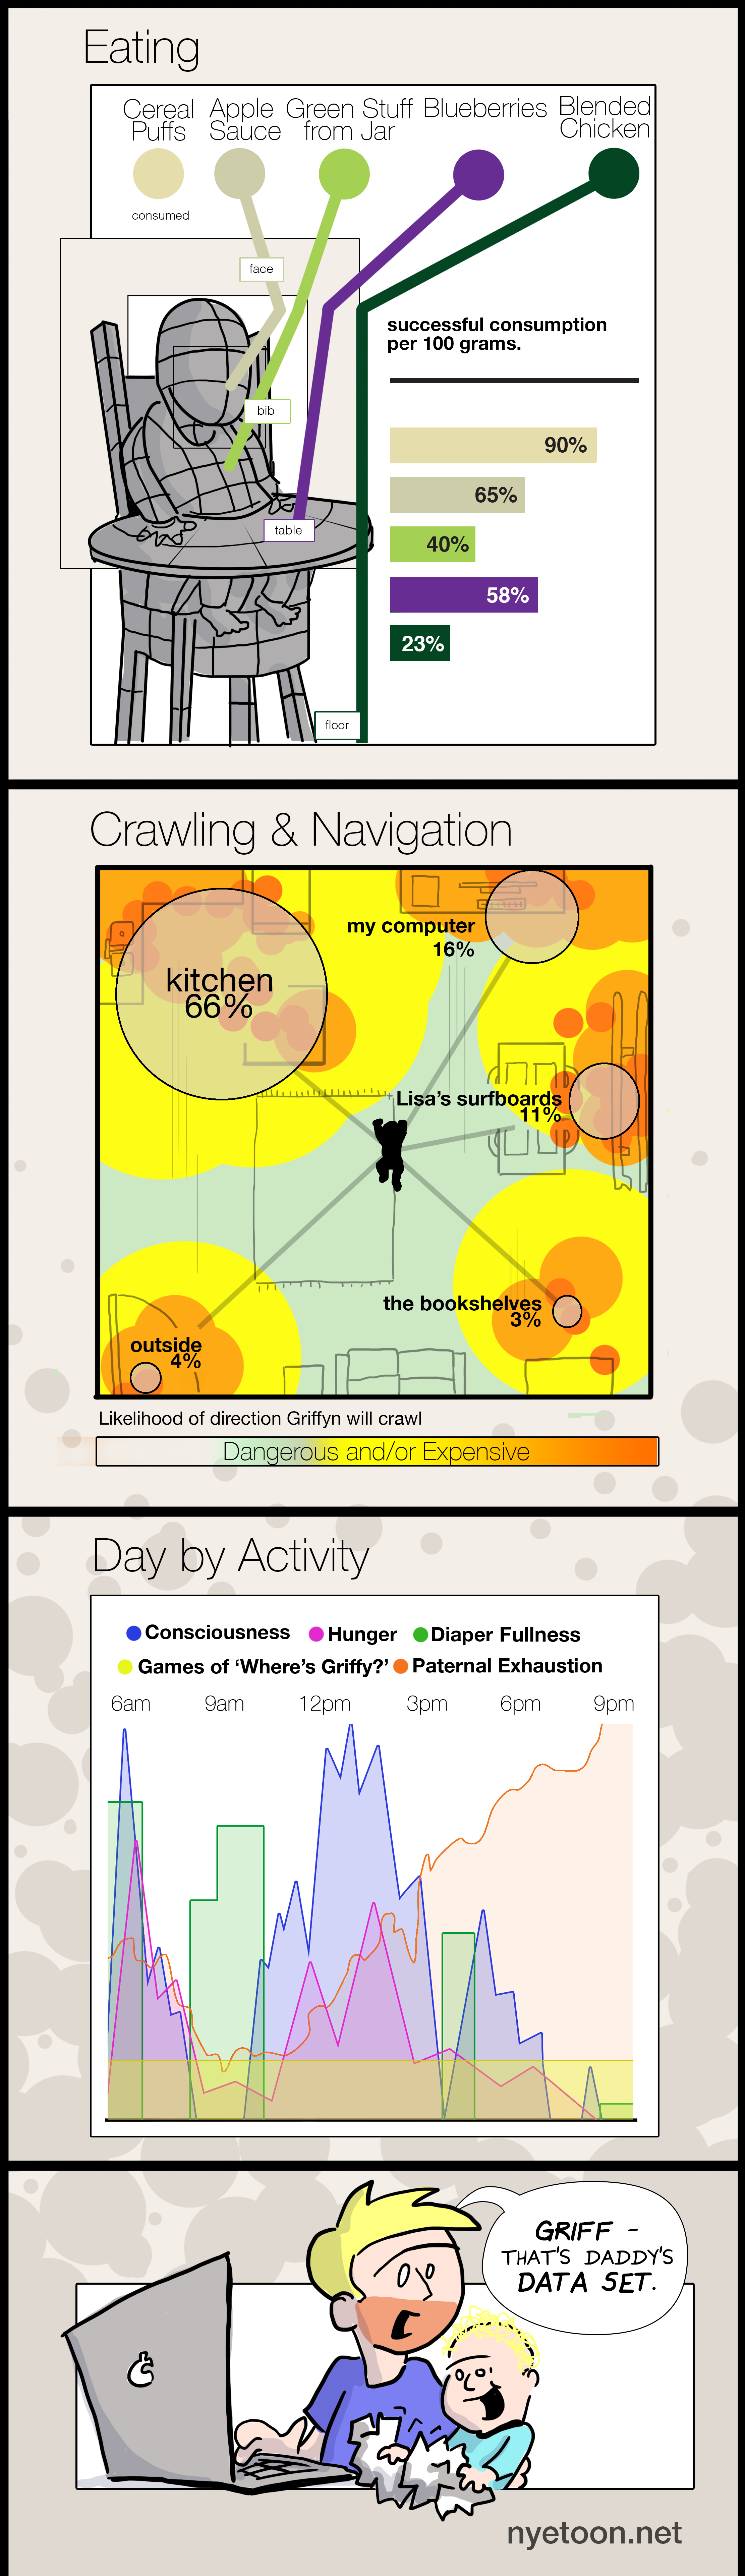 Eating
Cereal Puffs
Apple Sauce
Green Stuff from Jar
Blueberries
Blended Chicken
consumed
face
bib
table
floor
successful consumption
per 100 grams.
90%
65%
40%
58%
23%
Crawling & Navigation
kitchen
66%
my computer
16%
Lisa's surfboards
11%
the bookshelves
3%
outside
4%
Likelihood of direction Griffyn will crawl
Dangerous and/or Expensive
Day by Activity
Consciousness Hunger Diaper Fullness
Games of 'Where's Griffy?' Paternal Exhaustion
6am 9am 12pm 3pm 6pm 9pm
GRIFF -
THAT'S DADDY'S
DATA SET.
nyetoon.net